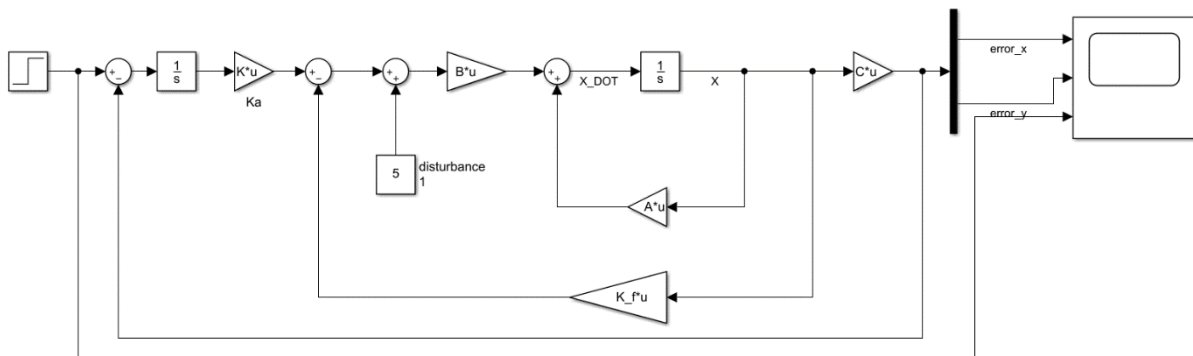 +
−
1
s
K*u
Ka
+
−
+
+
B*u
+
+
X_DOT
1
s
X
C*u
error_x
error_y
5
disturbance
1
A*u
K_f*u